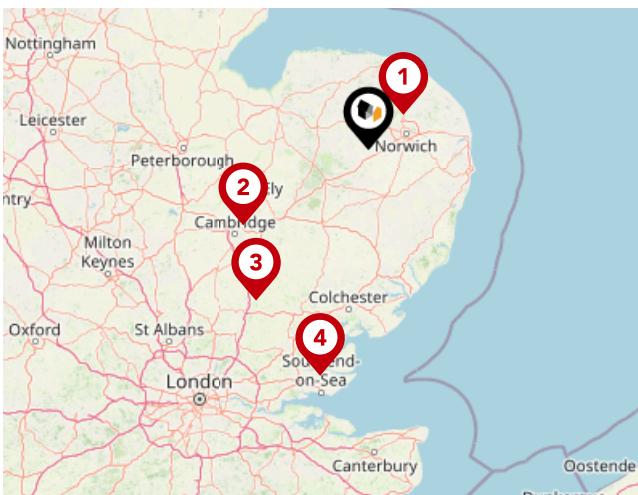 Nottingham
1
Leicester
Norwich
Peterborough
2
Ely
ntry
Cambridge
Milton
Keynes
3
Colchester
Oxford
St Albans
4
Southend-
on-Sea
London
Canterbury
Oostende